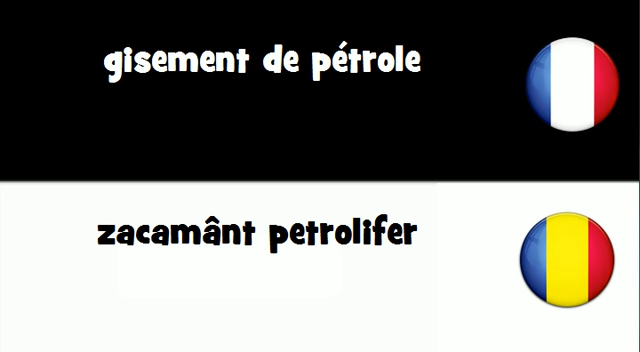 gisement de pétrole
zacamânt petrolifer